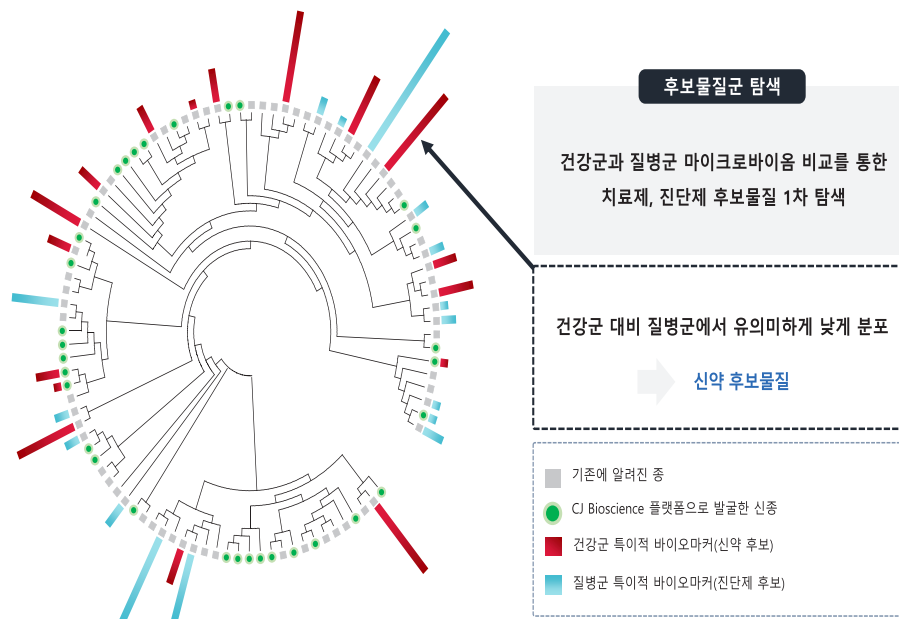 후보물질군 탐색
건강군과 질병군 마이크로바이옴 비교를 통한
치료제, 진단제 후보물질 1차 탐색
건강군 대비 질병군에서 유의미하게 낮게 분포
신약 후보물질
기존에 알려진 종
CJ Bioscience 플랫폼으로 발굴한 신종
건강군 특이적 바이오마커(신약 후보)
질병군 특이적 바이오마커(진단제 후보)